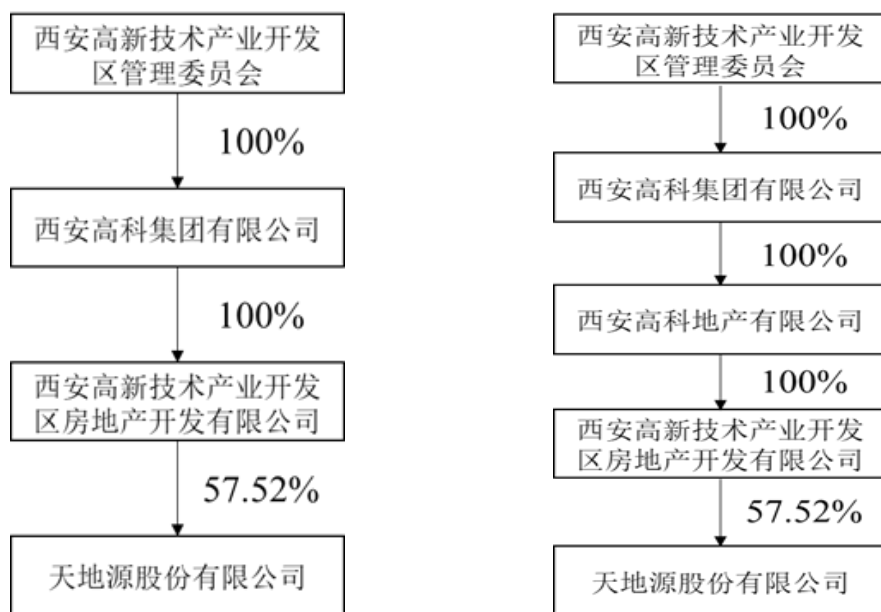 西安高新技术产业开发
区管理委员会
100%
西安高科集团有限公司
100%
西安高新技术产业开发
区房地产开发有限公司
57.52%
天地源股份有限公司
西安高新技术产业开发
区管理委员会
100%
西安高科集团有限公司
100%
西安高科地产有限公司
100%
西安高新技术产业开发
区房地产开发有限公司
57.52%
天地源股份有限公司